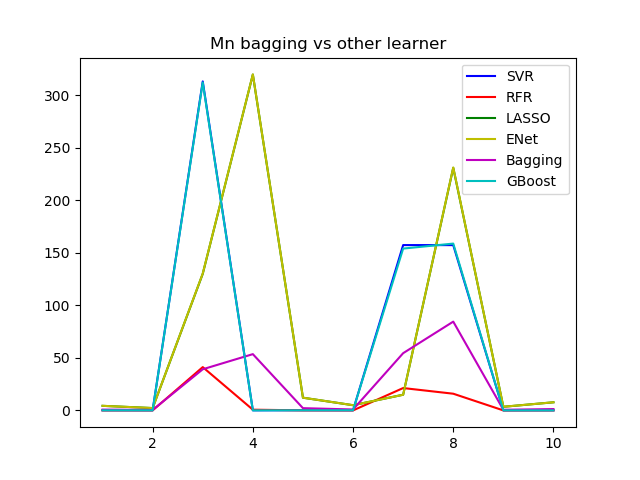 Mn bagging vs other learner
SVR
RFR
LASSO
ENet
Bagging
GBoost
300
250
200
150
100
50
0
2 4 6 8 10